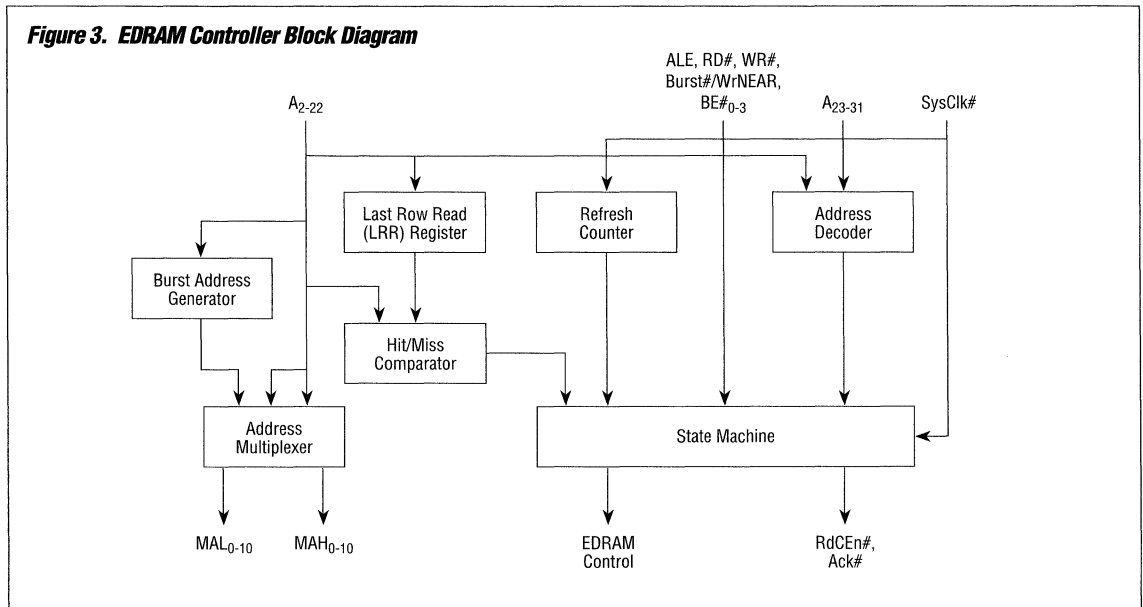 Figure 3. EDRAM Controller Block Diagram
ALE, RD#, WR#,
Burst#/WrNEAR,
BE#0-3
A2-22
A23-31
SysClk#
Last Row Read
(LRR) Register
Refresh
Counter
Address
Decoder
Burst Address
Generator
Hit/Miss
Comparator
Address
Multiplexer
State Machine
MAL0-10
MAH0-10
EDRAM
Control
RdCEn#,
Ack#